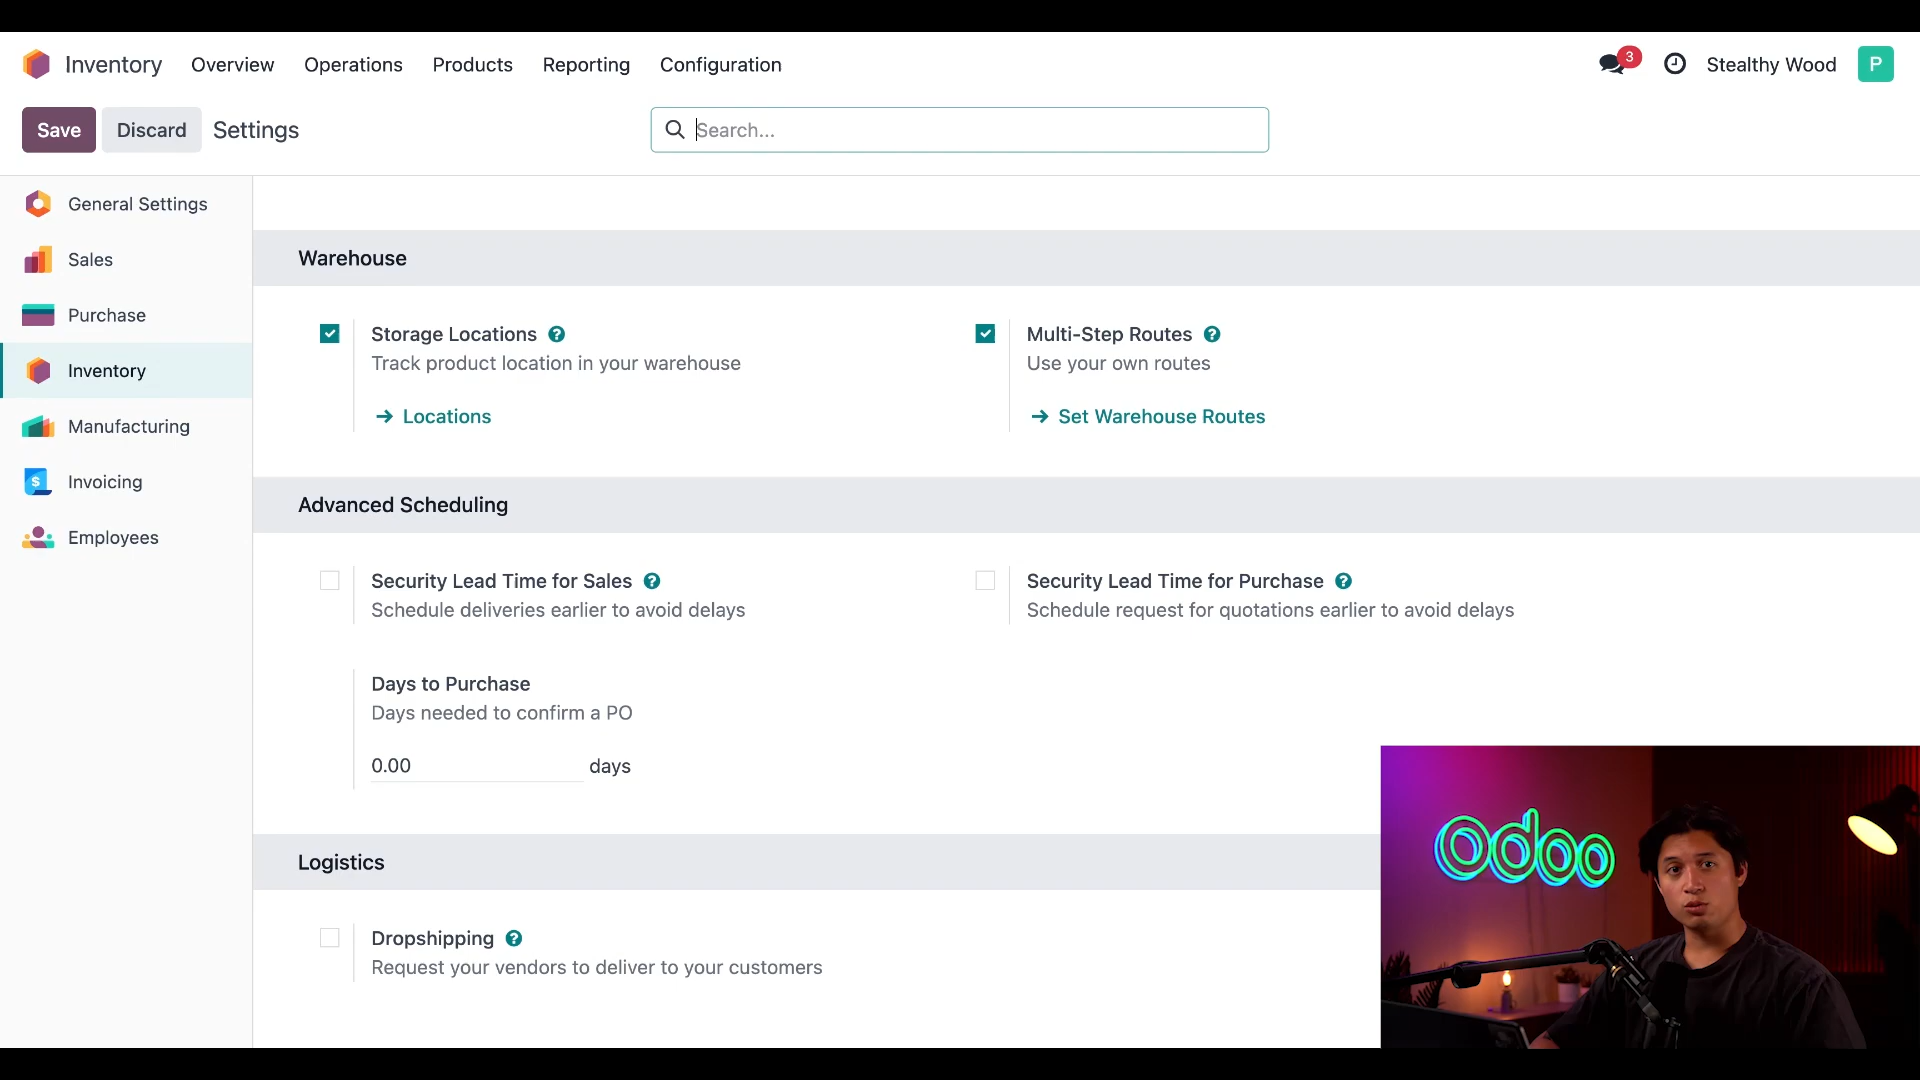 Inventory Overview Operations Products Reporting Configuration 3 Stealthy Wood P
Save Discard Settings Search...
General Settings
Sales
Purchase
Inventory
Manufacturing
Invoicing
Employees
Warehouse
Storage Locations ?
Track product location in your warehouse
Locations
Multi-Step Routes ?
Use your own routes
Set Warehouse Routes
Advanced Scheduling
Security Lead Time for Sales ?
Schedule deliveries earlier to avoid delays
Security Lead Time for Purchase ?
Schedule request for quotations earlier to avoid delays
Days to Purchase
Days needed to confirm a PO
0.00 days
Logistics
Dropshipping ?
Request your vendors to deliver to your customers
odoo